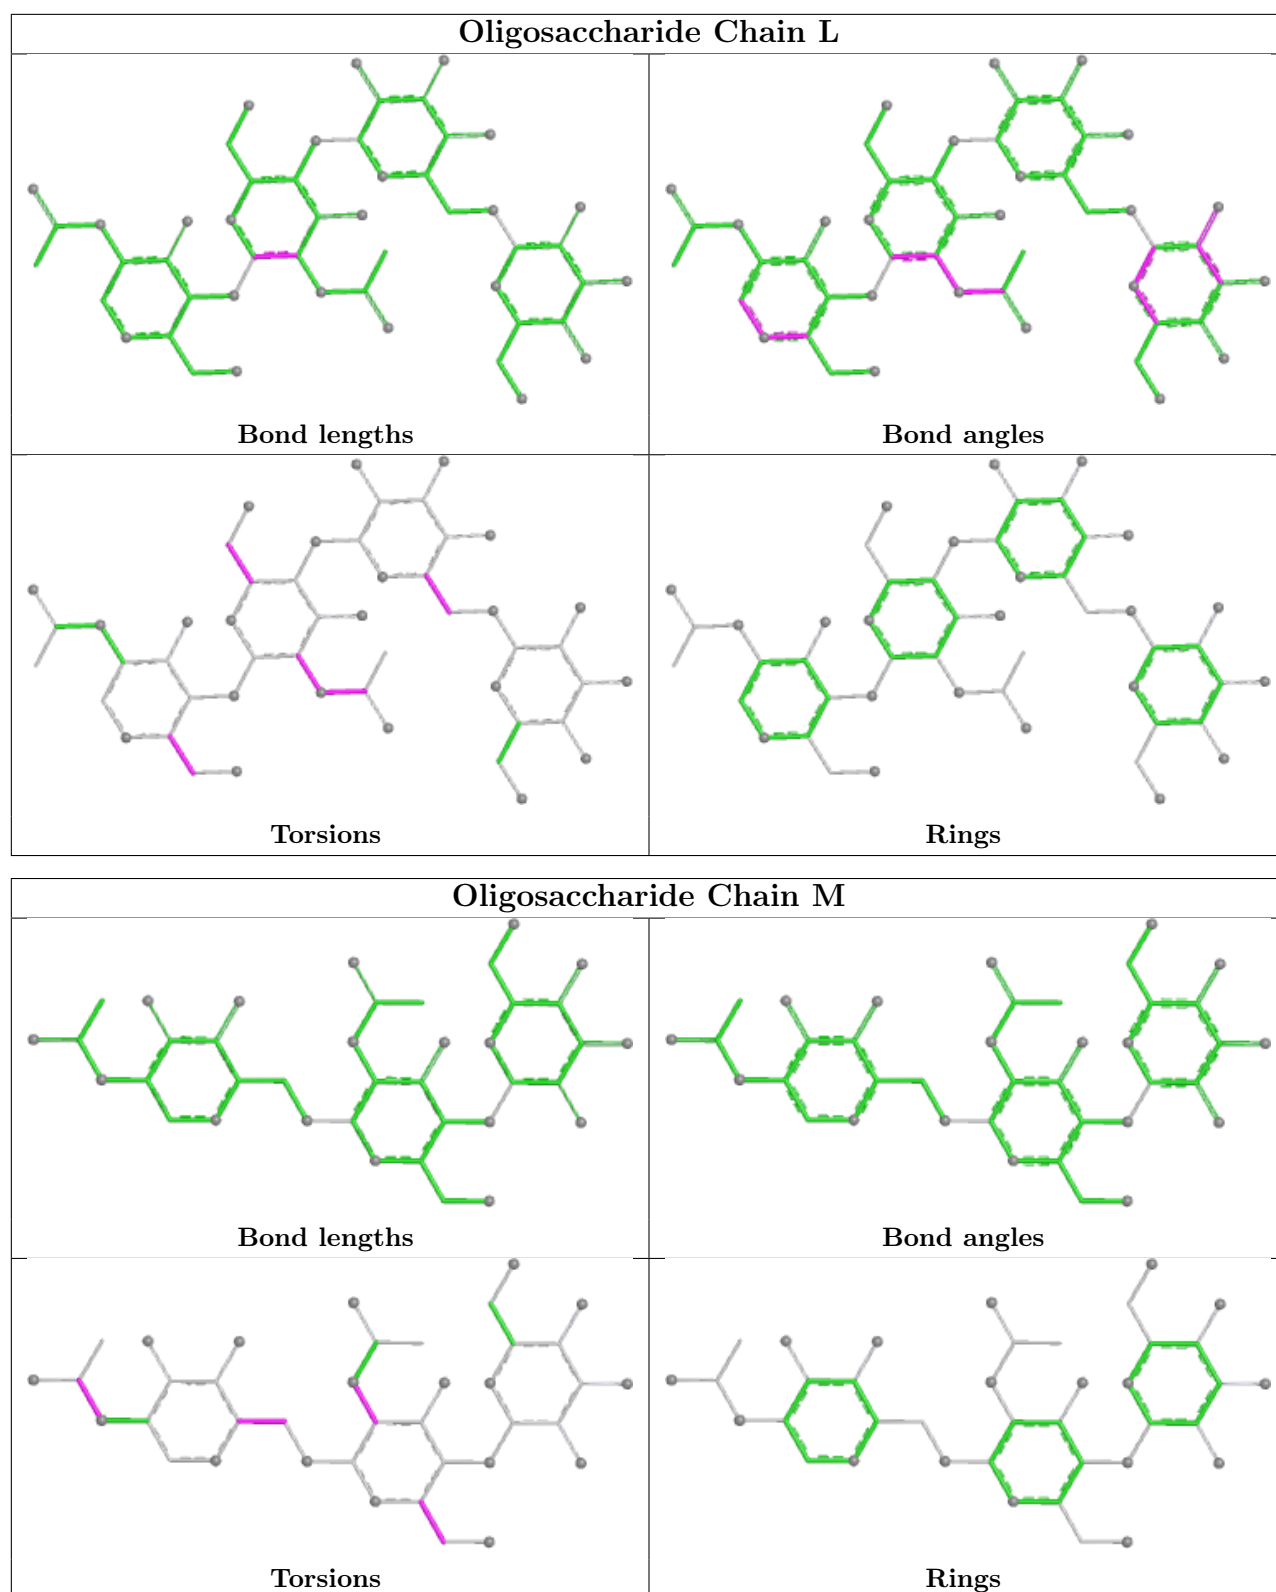 Oligosaccharide Chain L
Bond lengths
Bond angles
Torsions
Rings
Oligosaccharide Chain M
Bond lengths
Bond angles
Torsions
Rings